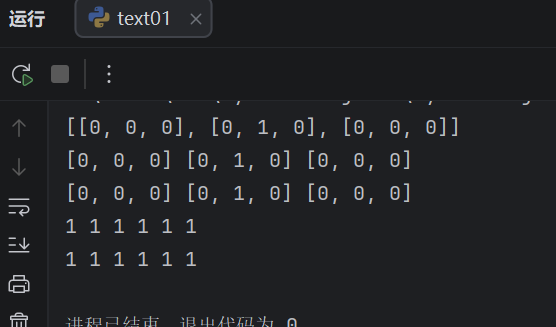 运行 text01
[[0, 0, 0], [0, 1, 0], [0, 0, 0]]
[0, 0, 0] [0, 1, 0] [0, 0, 0]
[0, 0, 0] [0, 1, 0] [0, 0, 0]
1 1 1 1 1 1
1 1 1 1 1 1
进程已结束，退出代码为 0